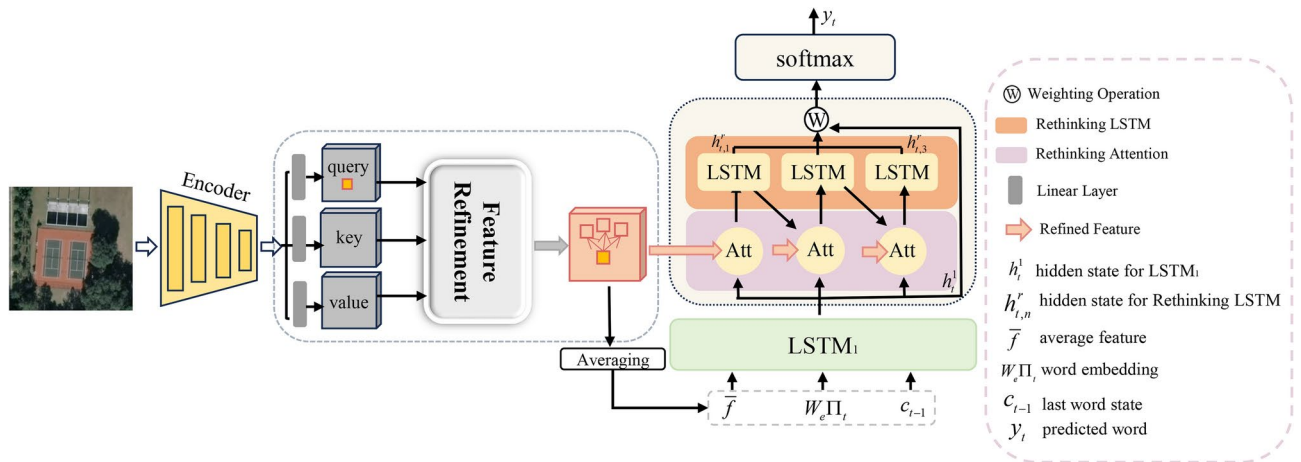 y_t
softmax
W
h^r_{t,1}
h^r_{t,3}
LSTM LSTM LSTM
Att Att Att
h^1_t
LSTM₁
Encoder
query
key
value
Feature
Refinement
Averaging
f̅ W_eΠ_t c_{t-1}
W Weighting Operation
Rethinking LSTM
Rethinking Attention
Linear Layer
Refined Feature
h^1_t hidden state for LSTM₁
h^r_{t,n} hidden state for Rethinking LSTM
f̅ average feature
W_eΠ_t word embedding
c_{t-1} last word state
y_t predicted word